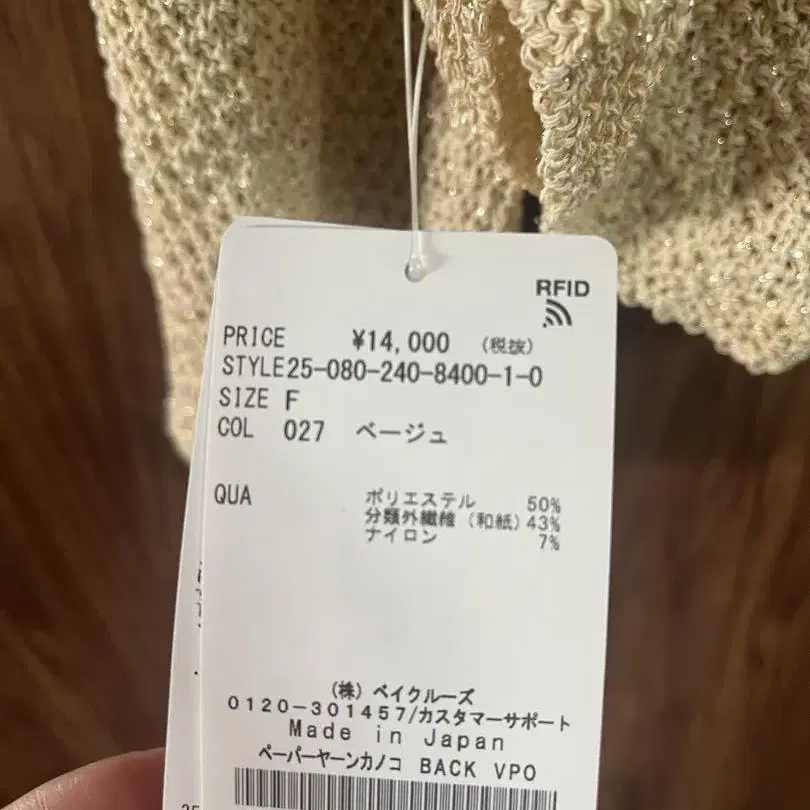 RFID
PRICE ¥14,000 (税抜)
STYLE25-080-240-8400-1-0
SIZE F
COL 027 ベージュ
QUA ポリエステル 50%
分類外繊維 (和紙) 43%
ナイロン 7%
(株) ベイクルーズ
0120-301457/カスタマーサポート
Made in Japan
ペーパーヤーンカノコ BACK VPO